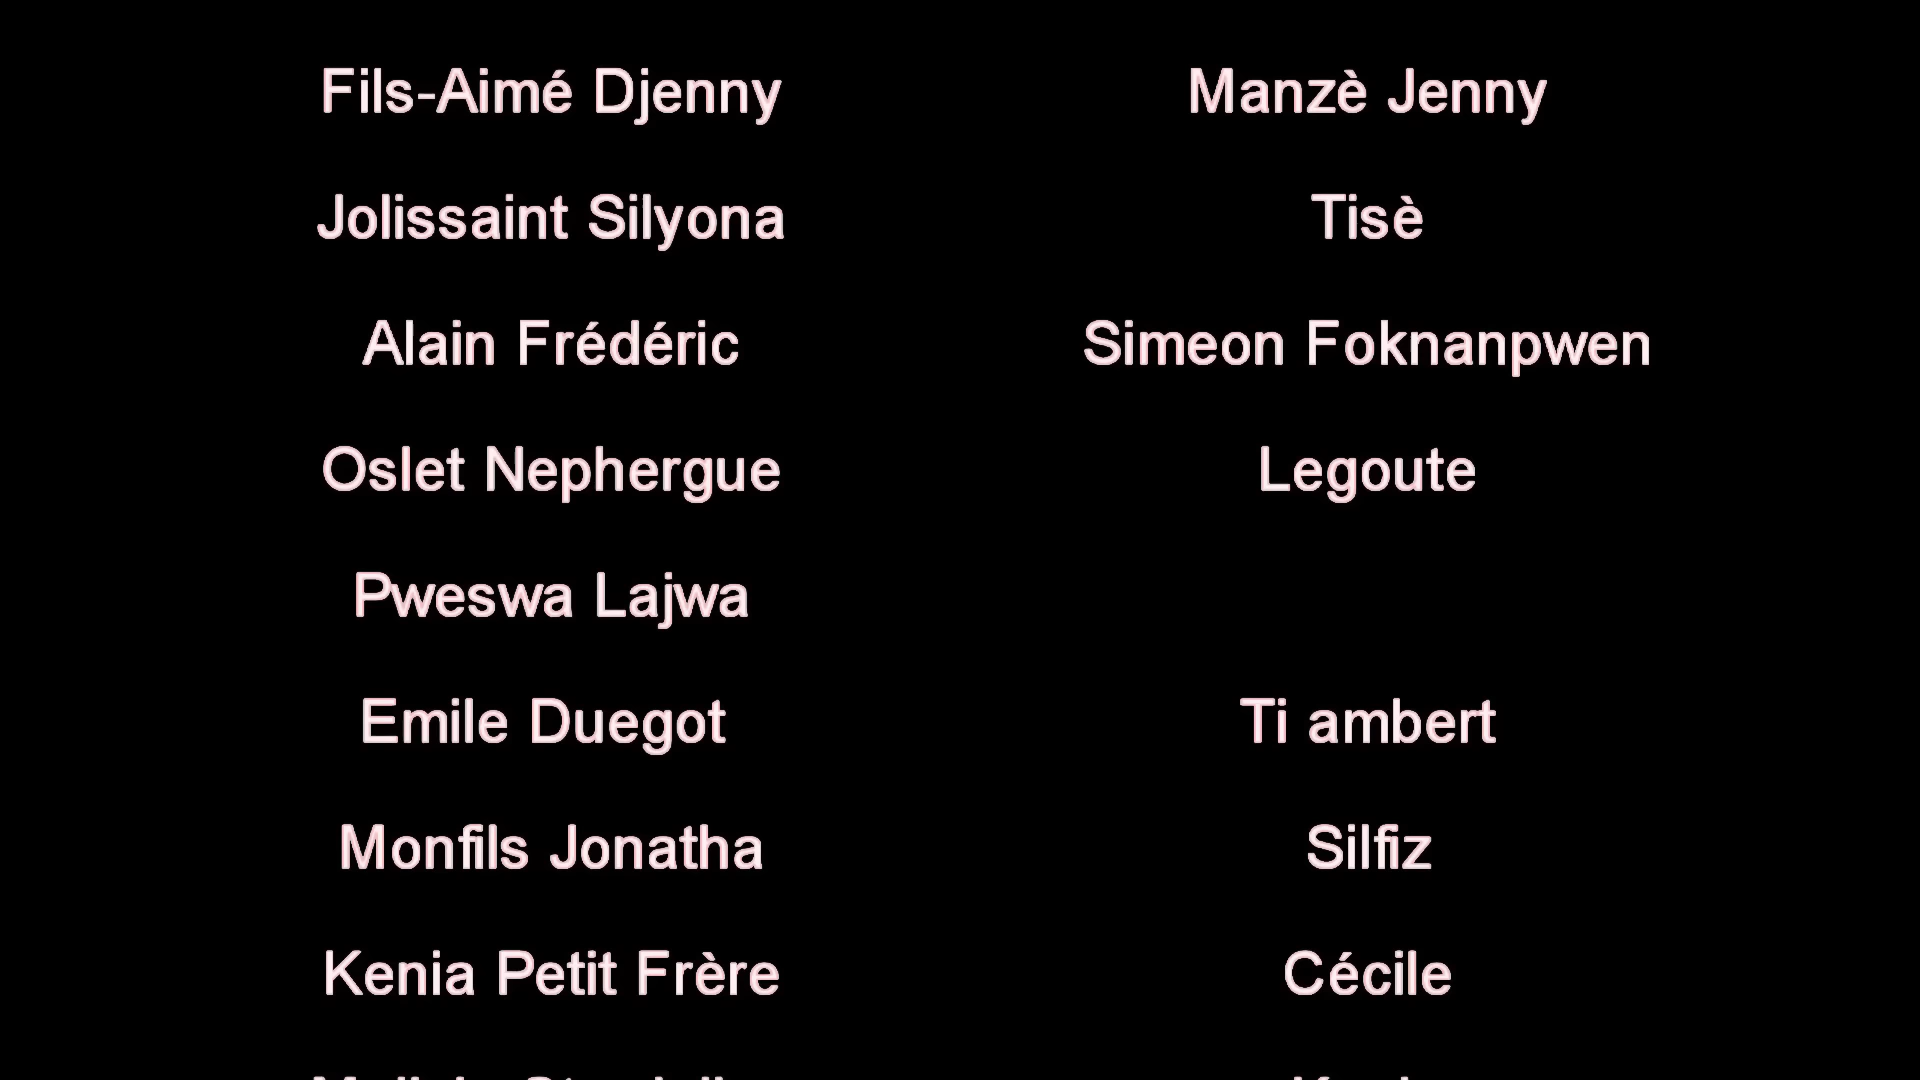 Fils-Aimé Djenny Manzè Jenny
Jolissaint Silyona Tisè
Alain Frédéric Simeon Foknanpwen
Oslet Nephergue Legoute
Pweswa Lajwa
Emile Duegot Ti ambert
Monfils Jonatha Silfiz
Kenia Petit Frère Cécile